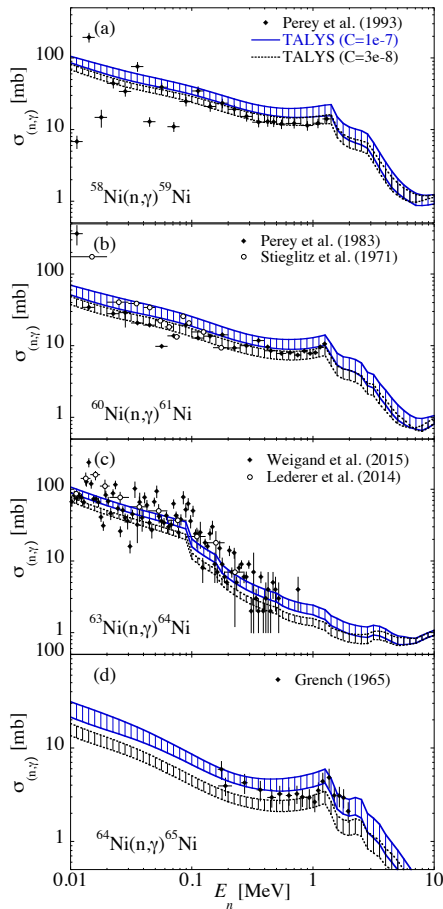 (a)
Perey et al. (1993)
TALYS (C=1e-7)
TALYS (C=3e-8)
100
10
1
σ(n,γ) [mb]
58Ni(n,γ)59Ni
(b)
Perey et al. (1983)
Stieglitz et al. (1971)
100
10
1
σ(n,γ) [mb]
60Ni(n,γ)61Ni
(c)
Weigand et al. (2015)
Lederer et al. (2014)
100
10
1
σ(n,γ) [mb]
63Ni(n,γ)64Ni
(d)
Grench (1965)
100
10
1
σ(n,γ) [mb]
64Ni(n,γ)65Ni
0.01 0.1 1 10
En [MeV]